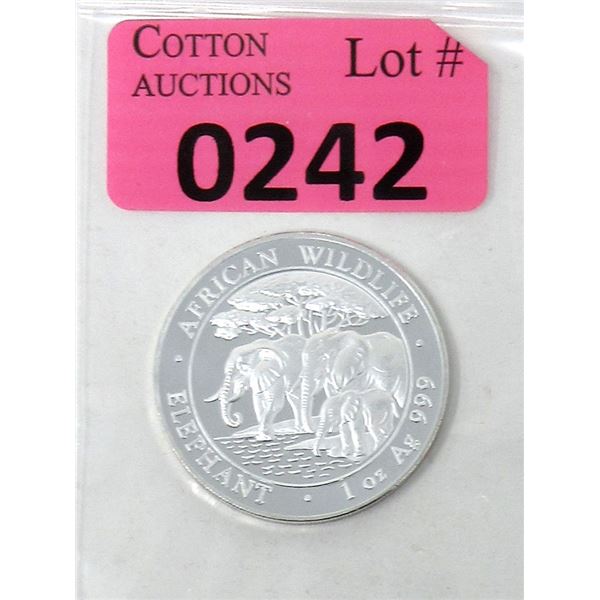 COTTON
AUCTIONS
Lot #
0242
· AFRICAN WILDLIFE ·
ELEPHANT · 1 oz Ag 999